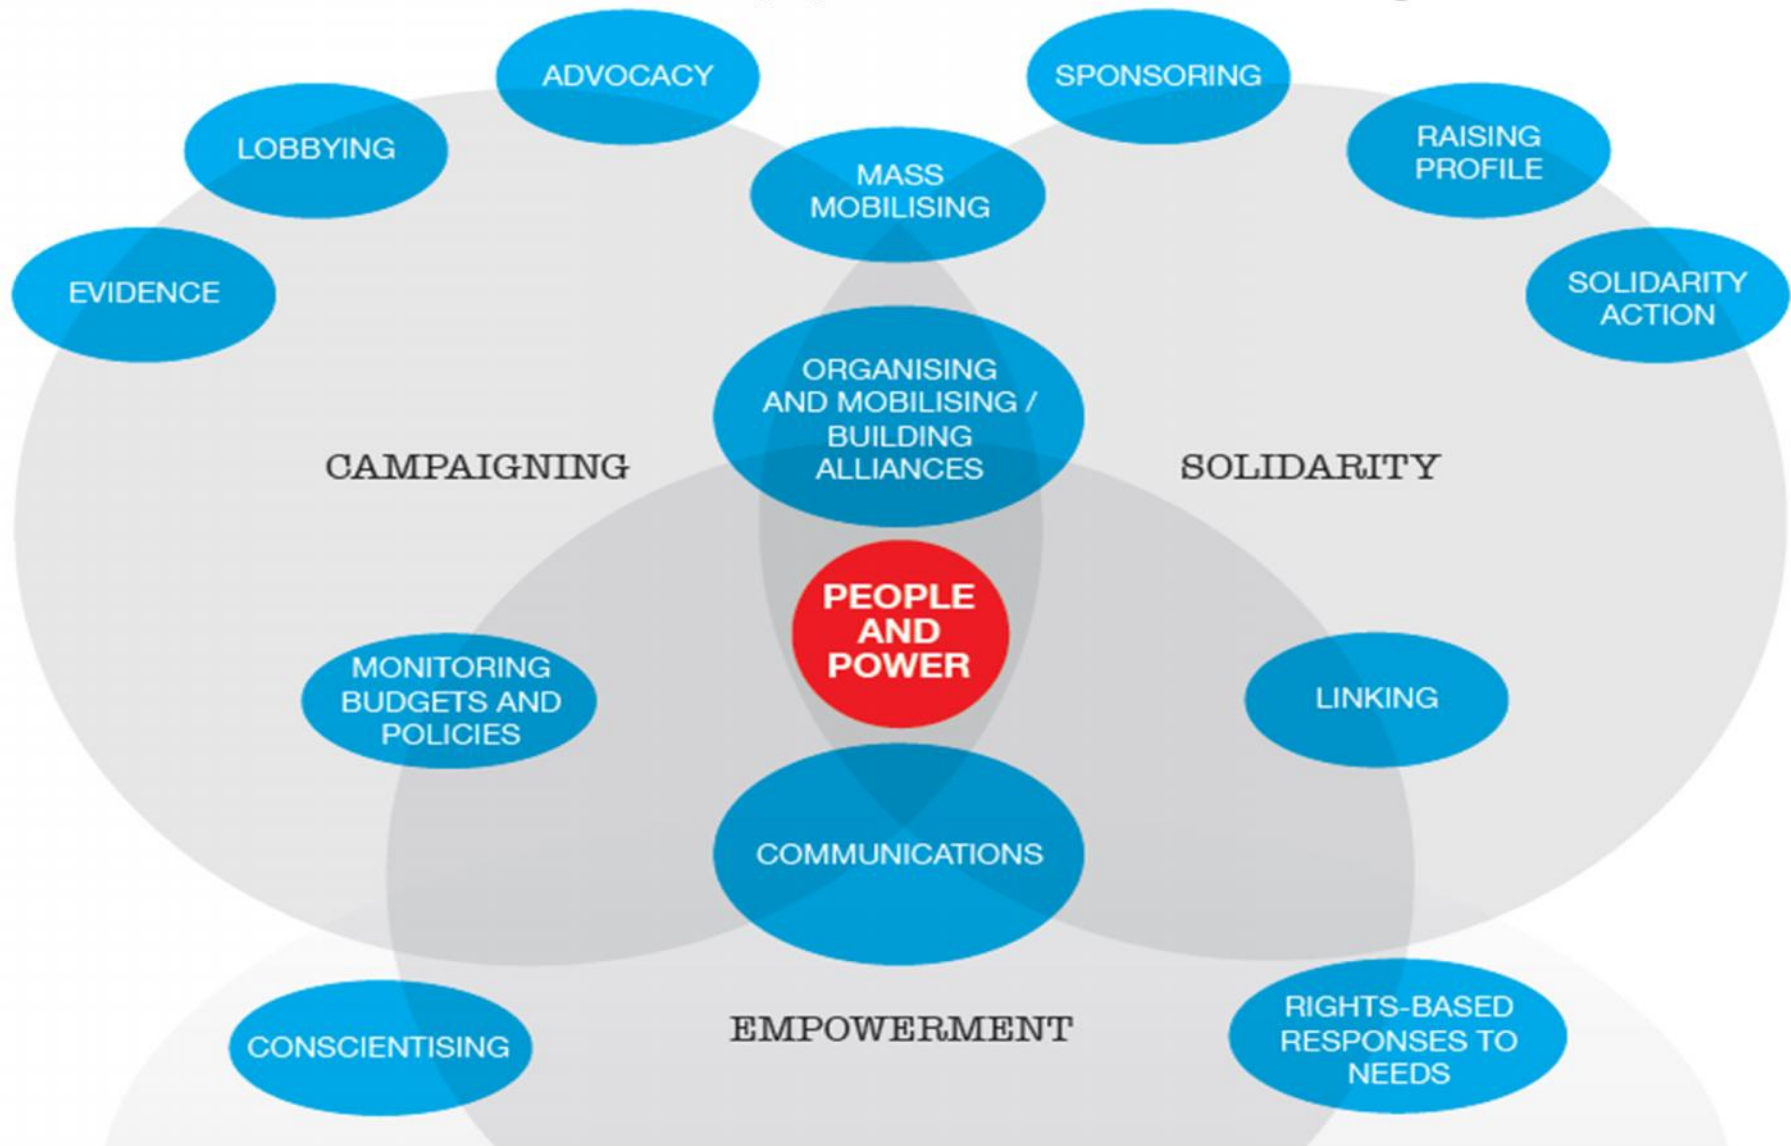 ADVOCACY
SPONSORING
LOBBYING
RAISING
PROFILE
MASS
MOBILISING
EVIDENCE
SOLIDARITY
ACTION
ORGANISING
AND MOBILISING /
BUILDING
ALLIANCES
CAMPAIGNING
SOLIDARITY
PEOPLE
AND
POWER
MONITORING
BUDGETS AND
POLICIES
LINKING
COMMUNICATIONS
EMPOWERMENT
CONSCIENTISING
RIGHTS-BASED
RESPONSES TO
NEEDS